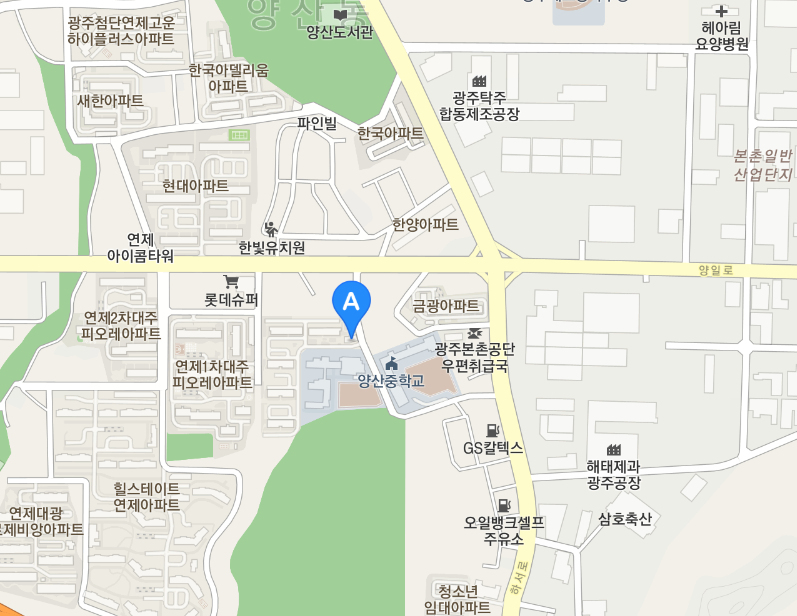 양산동
광주첨단연제고운
하이플러스아파트
양산도서관
헤아림
요양병원
한국아델리움
아파트
새한아파트
광주탁주
합동제조공장
파인빌
한국아파트
본촌일반
산업단지
현대아파트
한양아파트
연제
아이콤타워
한빛유치원
양일로
롯데슈퍼
A
금광아파트
연제2차대주
피오레아파트
연제1차대주
피오레아파트
광주본촌공단
우편취급국
양산중학교
GS칼텍스
해태제과
광주공장
힐스테이트
연제아파트
연제대광
로제비앙아파트
오일뱅크셀프
주유소
삼호축산
하서로
청소년
임대아파트